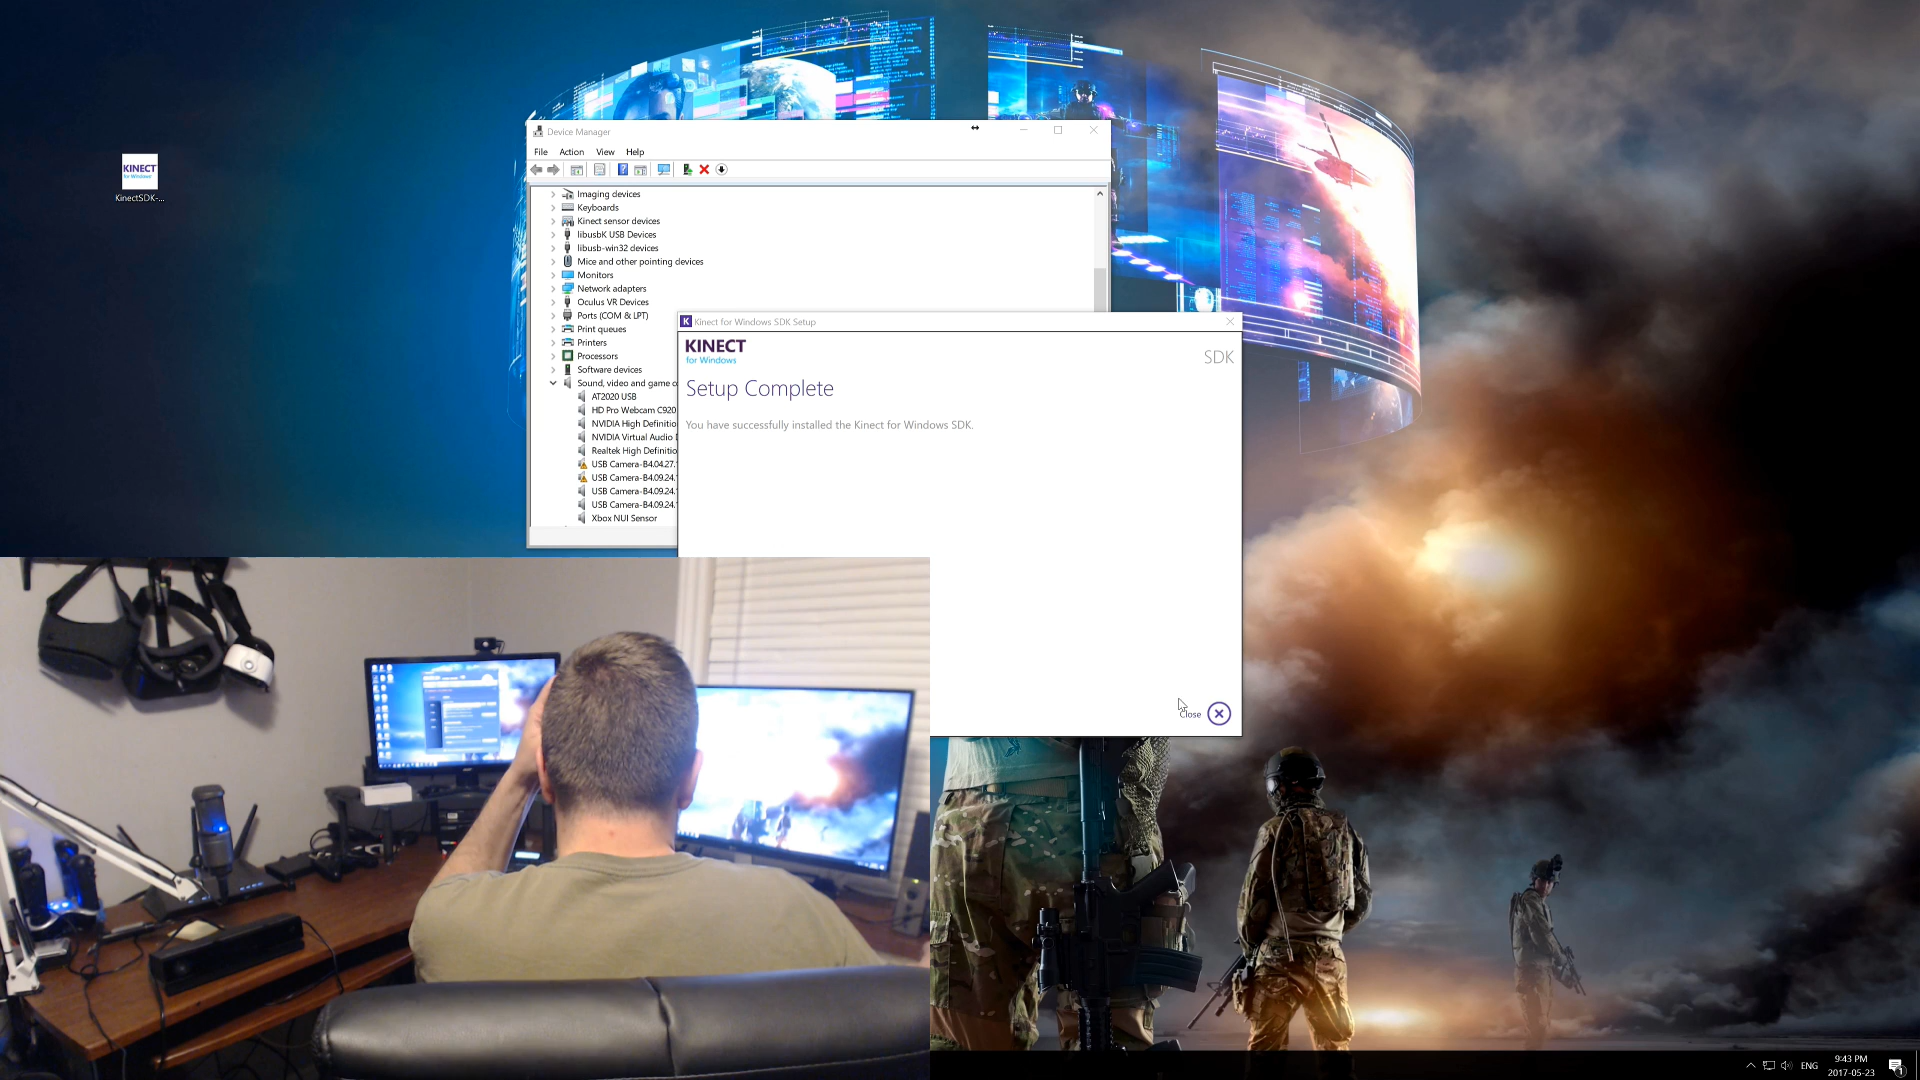 KINECT
for Windows
KinectSDK-...
Device Manager
File Action View Help
Imaging devices
Keyboards
Kinect sensor devices
libusbK USB Devices
libusb-win32 devices
Mice and other pointing devices
Monitors
Network adapters
Oculus VR Devices
Ports (COM & LPT)
Print queues
Printers
Processors
Software devices
Sound, video and game c
AT2020 USB
HD Pro Webcam C920
NVIDIA High Definitio
NVIDIA Virtual Audio
Realtek High Definitio
USB Camera-B4.04.27.
USB Camera-B4.09.24.
USB Camera-B4.09.24.
USB Camera-B4.09.24.
Xbox NUI Sensor
Kinect for Windows SDK Setup
KINECT
for Windows
SDK
Setup Complete
You have successfully installed the Kinect for Windows SDK.
Close
ENG
9:43 PM
2017-05-23
1